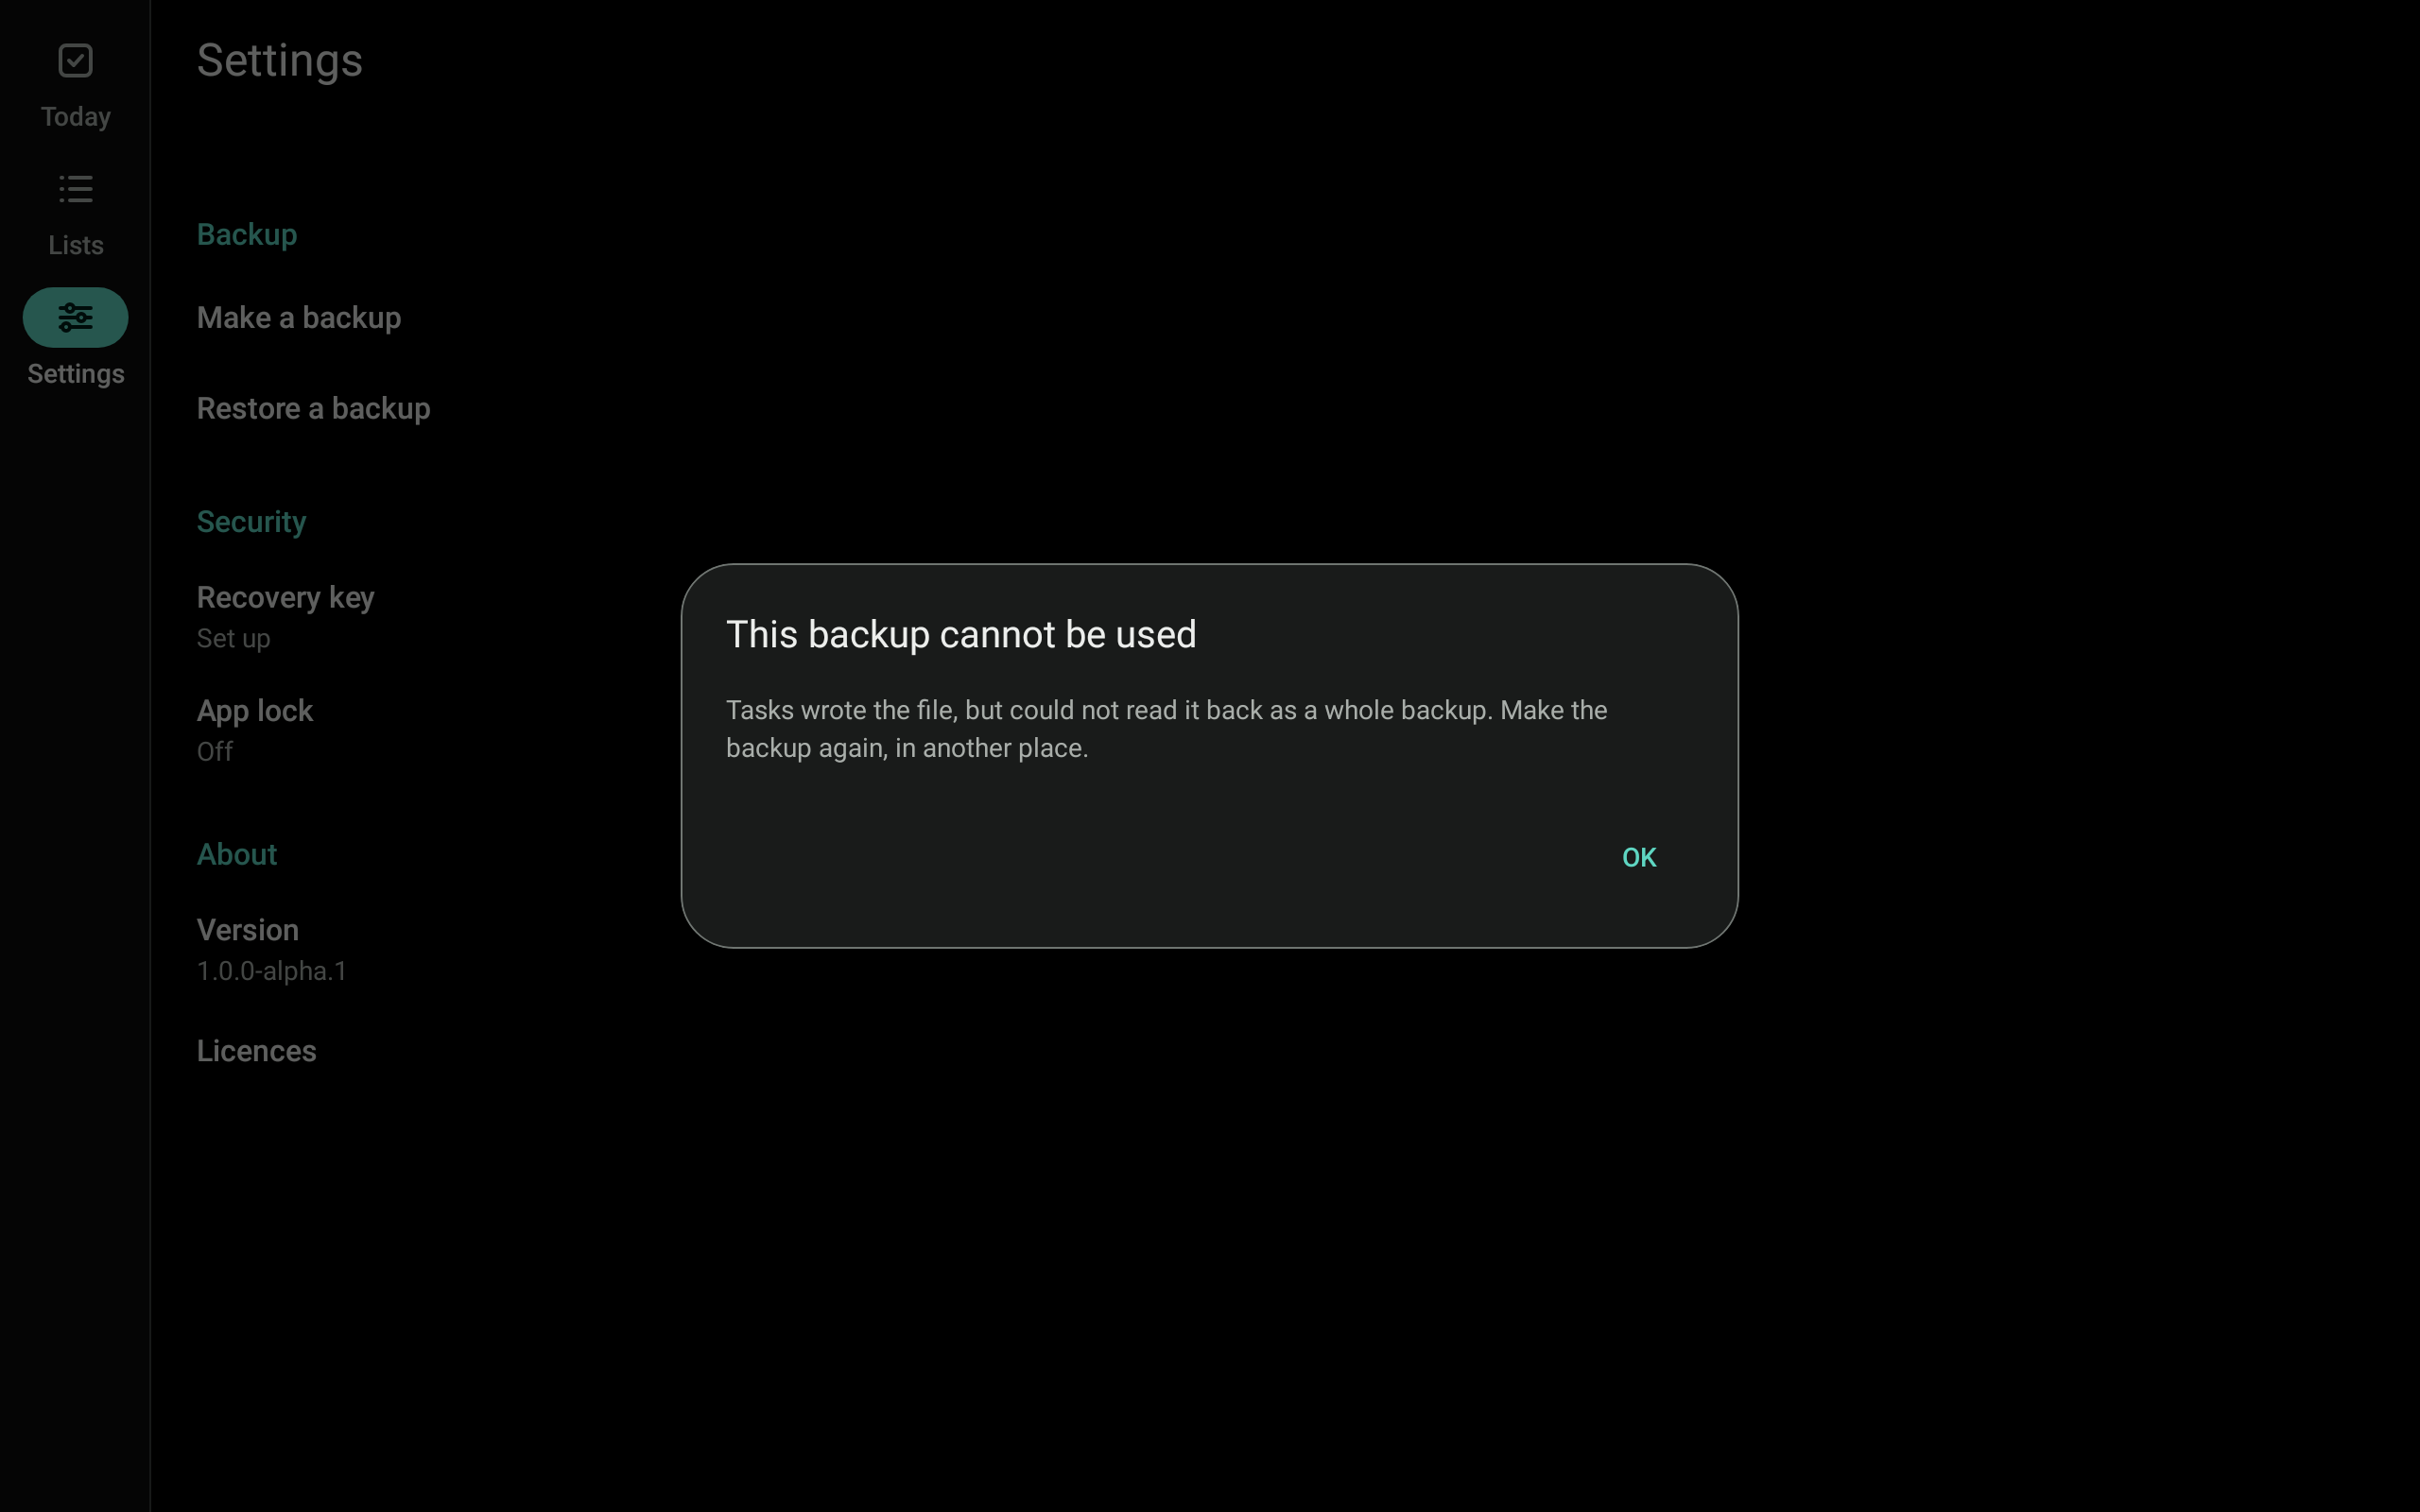 Settings
Today
Lists
Settings
Backup
Make a backup
Restore a backup
Security
Recovery key
Set up
App lock
Off
About
Version
1.0.0-alpha.1
Licences
This backup cannot be used
Tasks wrote the file, but could not read it back as a whole backup. Make the
backup again, in another place.
OK